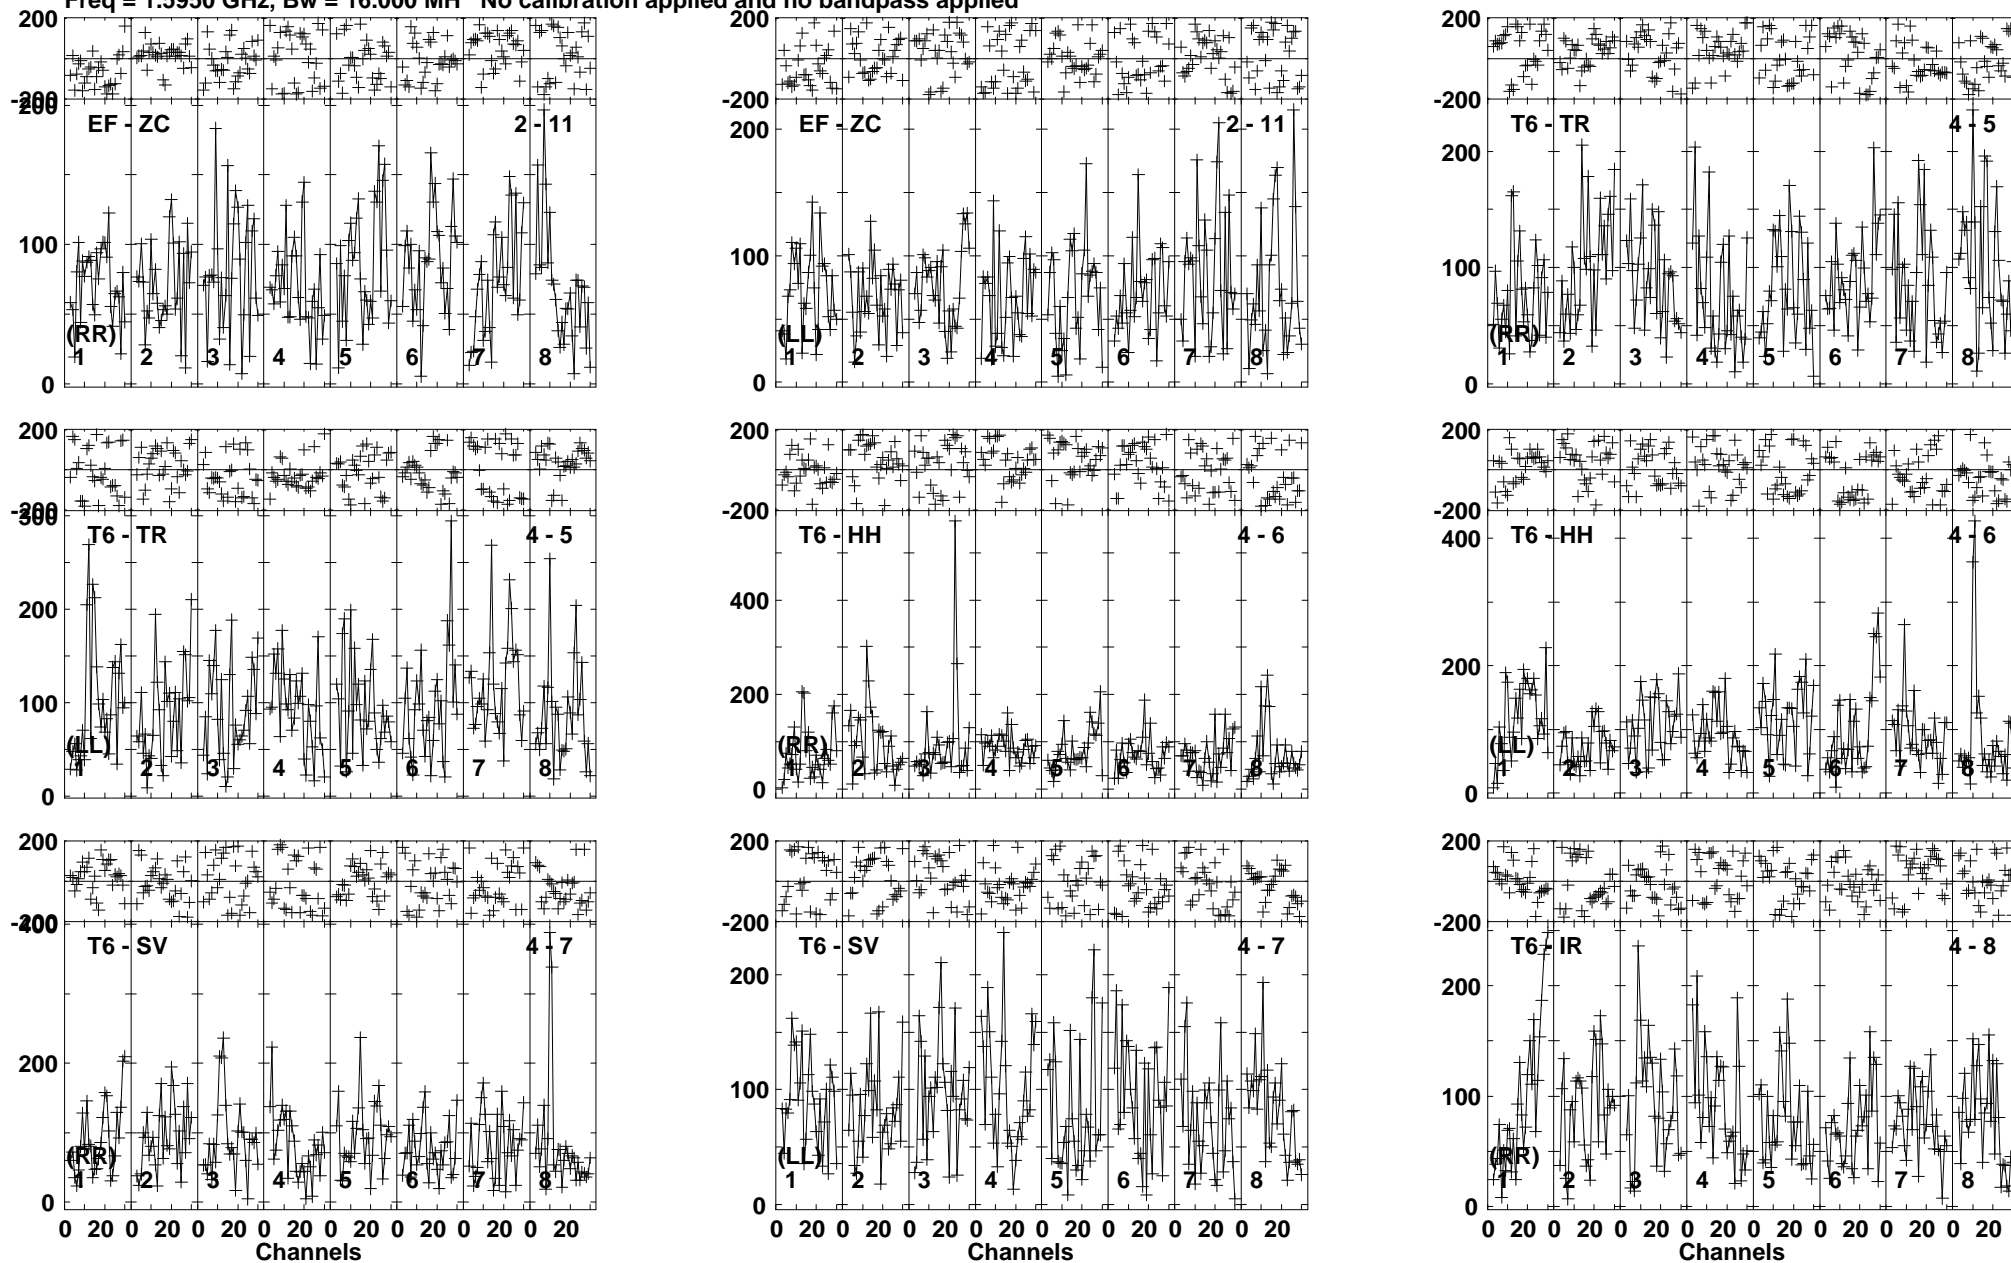 Freq = 1.5950 GHz, Bw = 16.000 MH No calibration applied and no bandpass applied
200 200 200
-200 -200 -200
200 EF - ZC 2 - 11 EF - ZC 2 - 11 T6 - TR 4 - 5
200 200
100 100 100
(RR) (LL) (RR)
1 2 3 4 5 6 7 8 1 2 3 4 5 6 7 8 1 2 3 4 5 6 7 8
0 0 0
200 200 200
-200 -200 -200
300 T6 - TR 4 - 5 T6 - HH 4 - 6 T6 - HH 4 - 6
400
200 400 200
100 200
(LL) (RR) (LL)
1 2 3 4 5 6 7 8 1 2 3 4 5 6 7 8 1 2 3 4 5 6 7 8
0 0 0
200 200 200
-200 -200 -200
400 T6 - SV 4 - 7 T6 - SV 4 - 7 T6 - IR 4 - 8
200 200
200 100 100
(RR) (LL) (RR)
1 2 3 4 5 6 7 8 1 2 3 4 5 6 7 8 1 2 3 4 5 6 7 8
0 0 0
0 20 0 20 0 20 0 20 0 20 0 20 0 20 0 20 0 20 0 20 0 20 0 20 0 20 0 20 0 20 0 20 0 20 0 20 0 20 0 20 0 20 0 20 0 20 0 20
Channels Channels